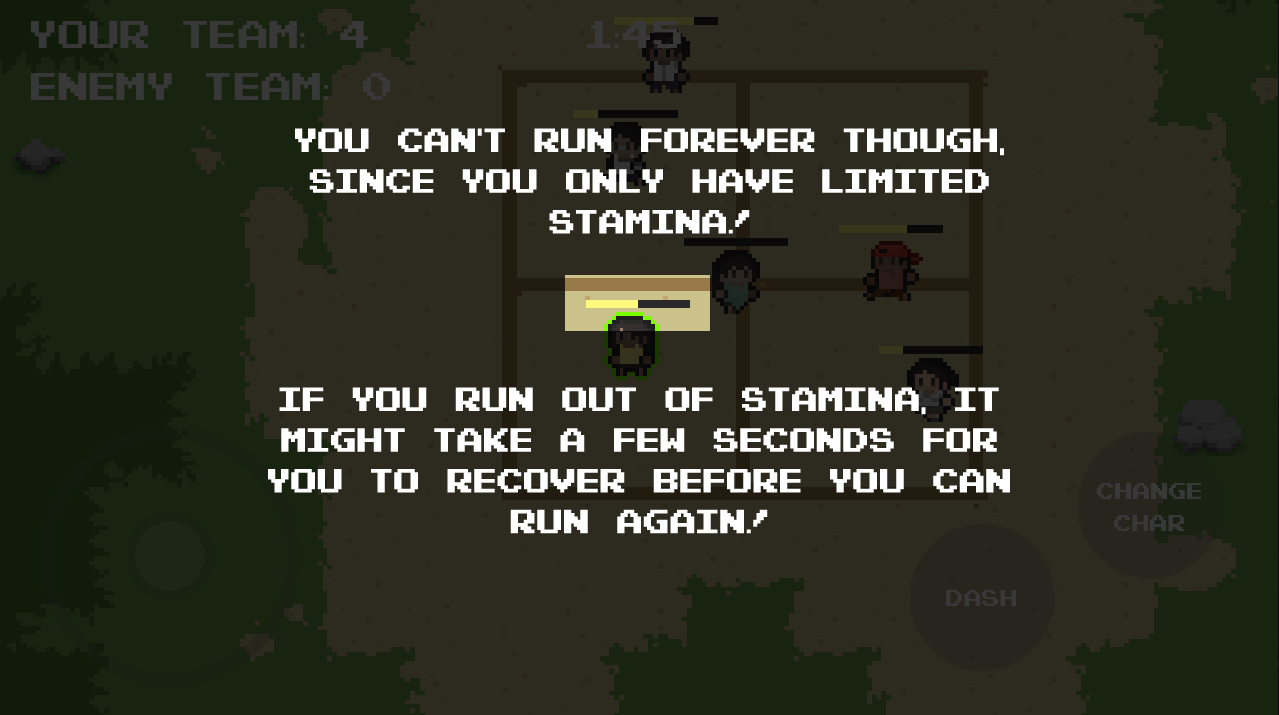 YOUR TEAM: 4
1:45
ENEMY TEAM: 0
YOU CAN'T RUN FOREVER THOUGH,
SINCE YOU ONLY HAVE LIMITED
STAMINA!
IF YOU RUN OUT OF STAMINA, IT
MIGHT TAKE A FEW SECONDS FOR
YOU TO RECOVER BEFORE YOU CAN
RUN AGAIN!
CHANGE
CHAR
DASH